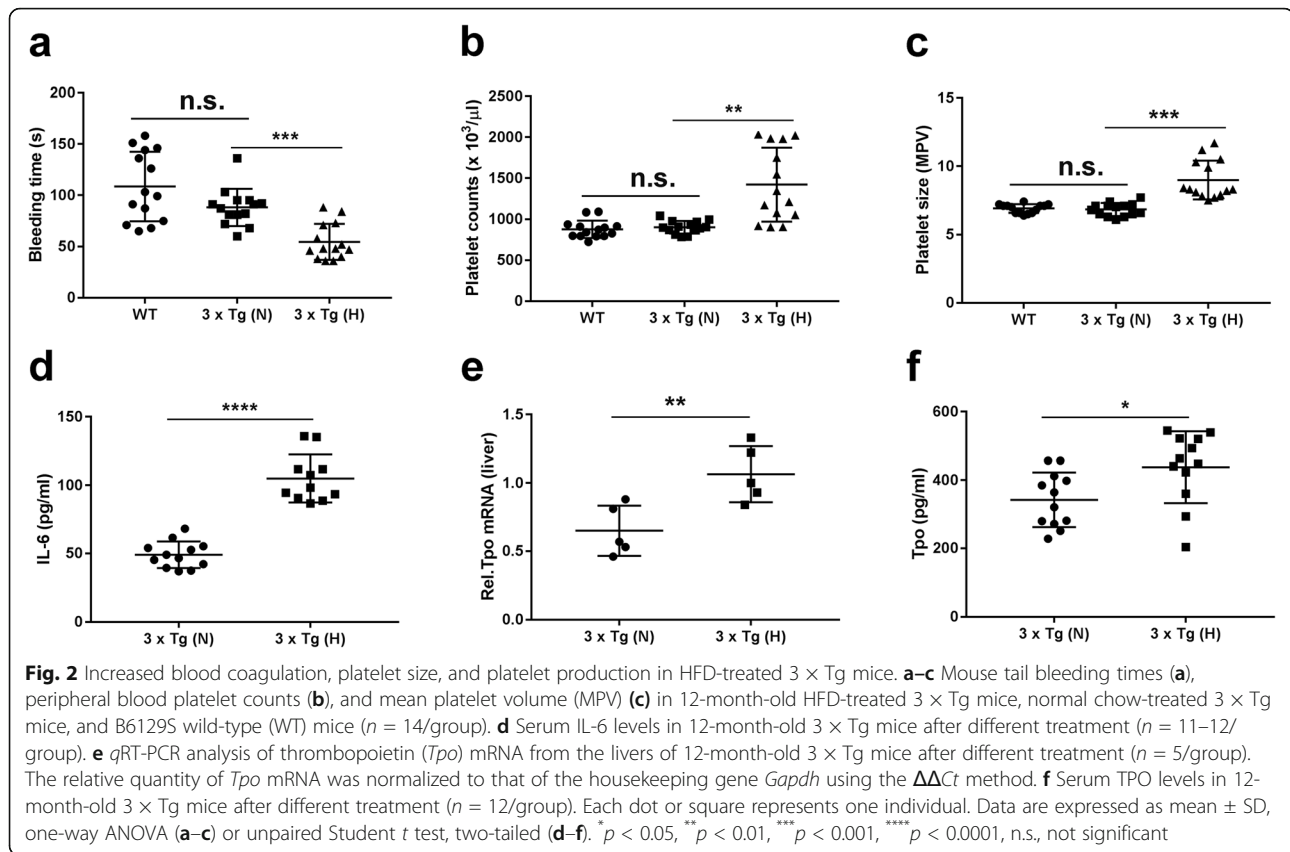 a
b
c
200
150
100
50
0
Bleeding time (s)
n.s.
***
WT
3 x Tg (N)
3 x Tg (H)
2500
2000
1500
1000
500
0
Platelet counts (x 10³/μl)
n.s.
**
WT
3 x Tg (N)
3 x Tg (H)
15
10
5
0
Platelet size (MPV)
n.s.
***
WT
3 x Tg (N)
3 x Tg (H)
d
e
f
150
100
50
0
IL-6 (pg/ml)
****
3 x Tg (N)
3 x Tg (H)
1.5
1.0
0.5
0.0
Rel.Tpo mRNA (liver)
**
3 x Tg (N)
3 x Tg (H)
600
400
200
0
Tpo (pg/ml)
*
3 x Tg (N)
3 x Tg (H)
Fig. 2 Increased blood coagulation, platelet size, and platelet production in HFD-treated 3 × Tg mice. a–c Mouse tail bleeding times (a),
peripheral blood platelet counts (b), and mean platelet volume (MPV) (c) in 12-month-old HFD-treated 3 × Tg mice, normal chow-treated 3 × Tg
mice, and B6129S wild-type (WT) mice (n = 14/group). d Serum IL-6 levels in 12-month-old 3 × Tg mice after different treatment (n = 11–12/
group). e qRT-PCR analysis of thrombopoietin (Tpo) mRNA from the livers of 12-month-old 3 × Tg mice after different treatment (n = 5/group).
The relative quantity of Tpo mRNA was normalized to that of the housekeeping gene Gapdh using the ΔΔCt method. f Serum TPO levels in 12-
month-old 3 × Tg mice after different treatment (n = 12/group). Each dot or square represents one individual. Data are expressed as mean ± SD,
one-way ANOVA (a–c) or unpaired Student t test, two-tailed (d–f). *p < 0.05, **p < 0.01, ***p < 0.001, ****p < 0.0001, n.s., not significant